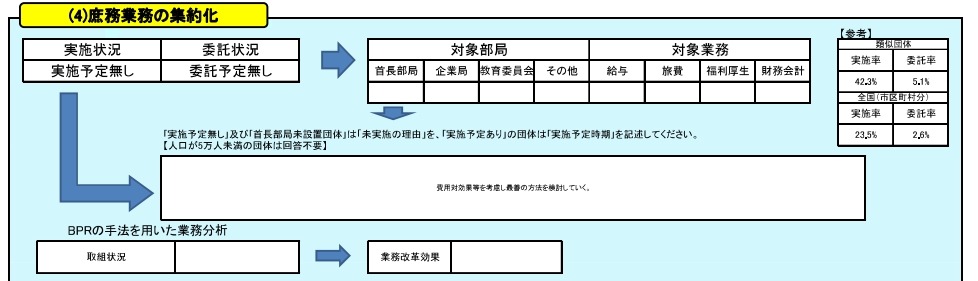 (4)庶務業務の集約化
【参考】
実施状況 委託状況
実施予定無し 委託予定無し
対象部局 対象業務
首長部局 企業局 教育委員会 その他 給与 旅費 福利厚生 財務会計
類似団体
実施率 委託率
42.3% 5.1%
全国(市区町村分)
実施率 委託率
23.5% 2.6%
「実施予定無し」及び「首長部局未設置団体」は「未実施の理由」を、「実施予定あり」の団体は「実施予定時期」を記述してください。
【人口が5万人未満の団体は回答不要】
費用対効果等を考慮し最善の方法を検討していく。
BPRの手法を用いた業務分析
取組状況
業務改革効果